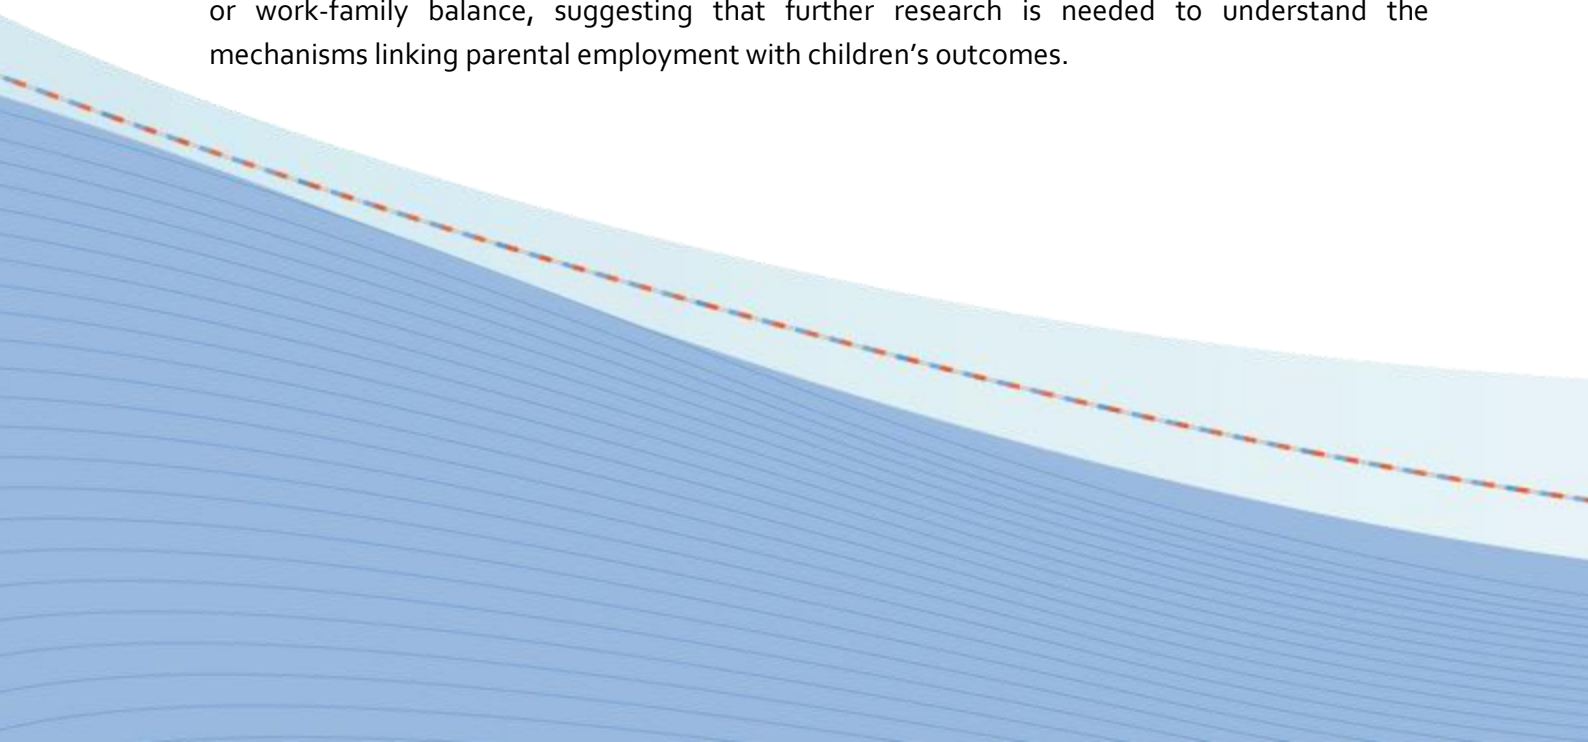 or work-family balance, suggesting that further research is needed to understand the
mechanisms linking parental employment with children’s outcomes.